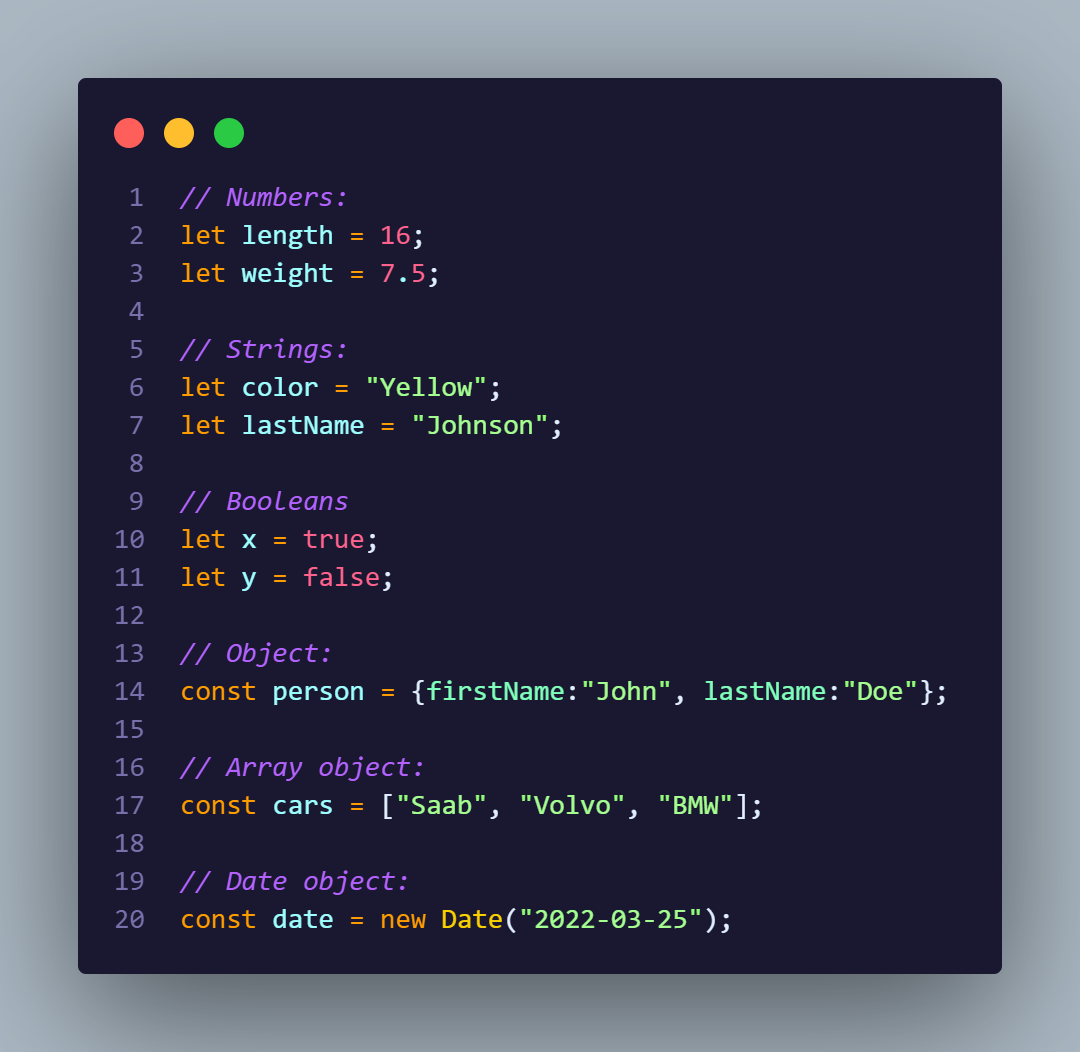 1 // Numbers:
2 let length = 16;
3 let weight = 7.5;
4
5 // Strings:
6 let color = "Yellow";
7 let lastName = "Johnson";
8
9 // Booleans
10 let x = true;
11 let y = false;
12
13 // Object:
14 const person = {firstName:"John", lastName:"Doe"};
15
16 // Array object:
17 const cars = ["Saab", "Volvo", "BMW"];
18
19 // Date object:
20 const date = new Date("2022-03-25");